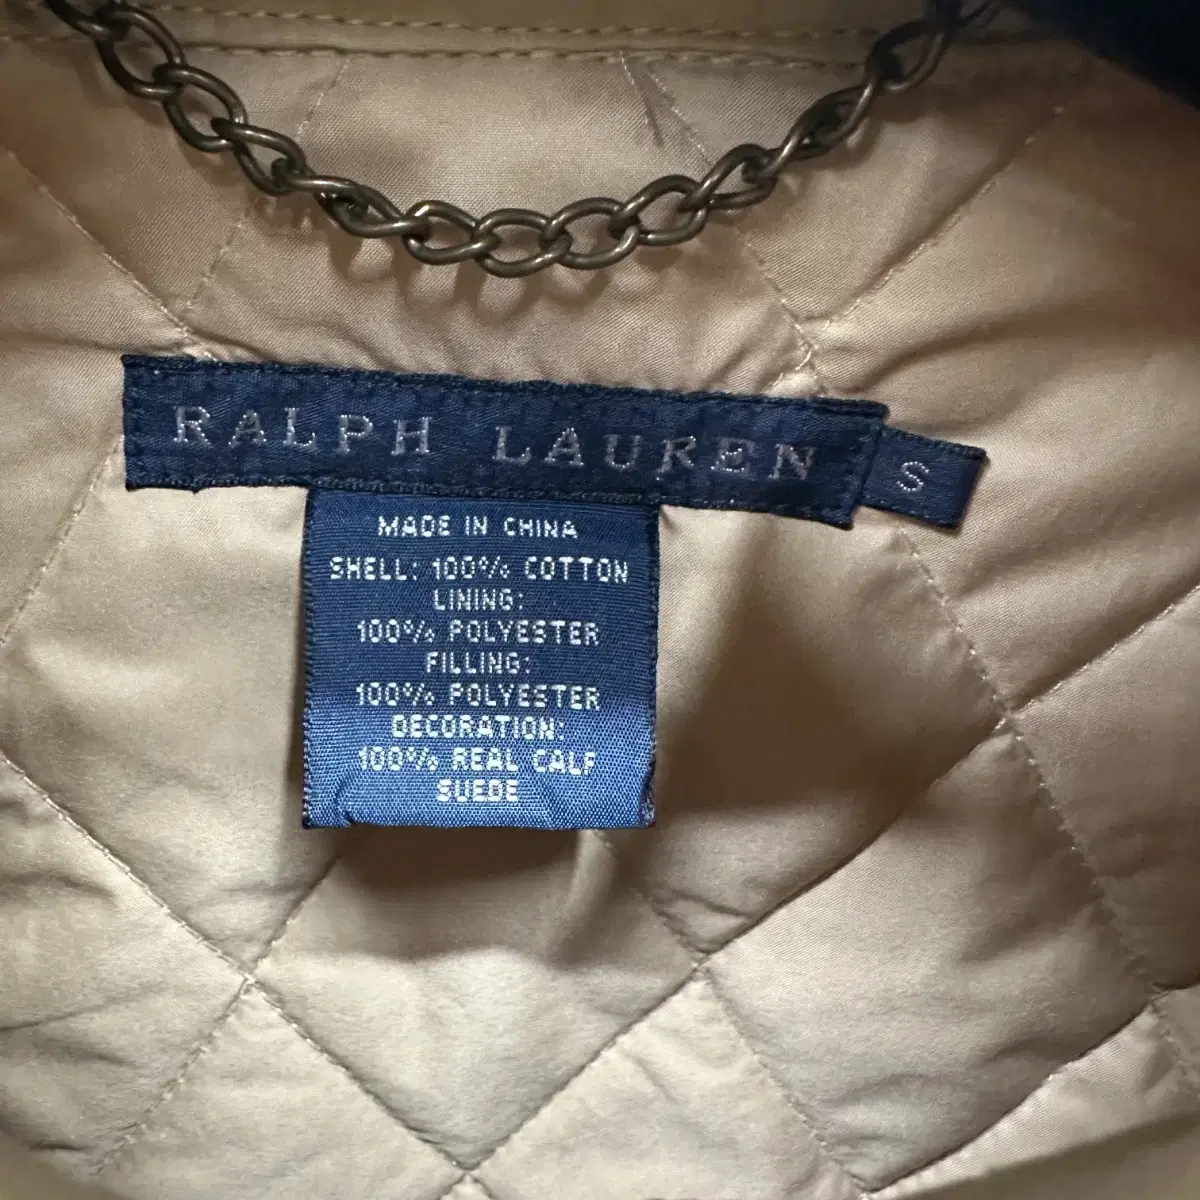 RALPH LAUREN S
MADE IN CHINA
SHELL: 100% COTTON
LINING:
100% POLYESTER
FILLING:
100% POLYESTER
DECORATION:
100% REAL CALF
SUEDE